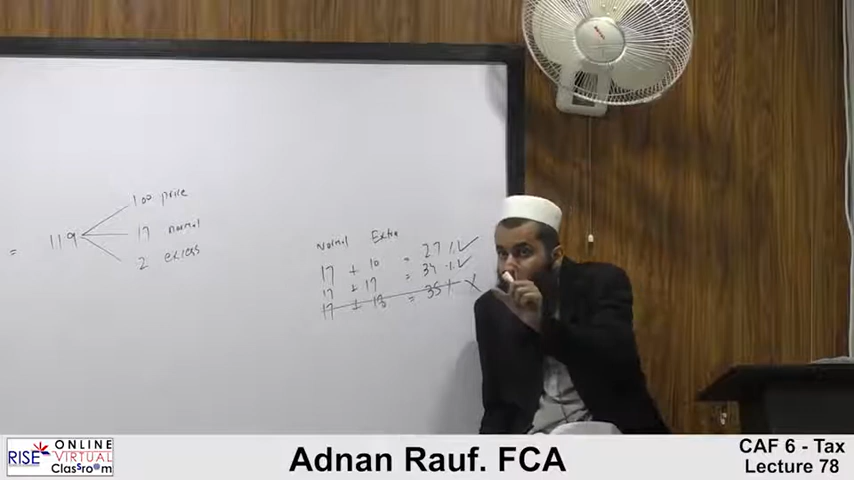 = 119
100 price
17 normal
2 excess
Normal Extra
17 + 10 = 27 %
17 + 17 = 34 %
17 + 18 = 35 %
RISE ONLINE VIRTUAL Classroom
Adnan Rauf. FCA
CAF 6 - Tax
Lecture 78